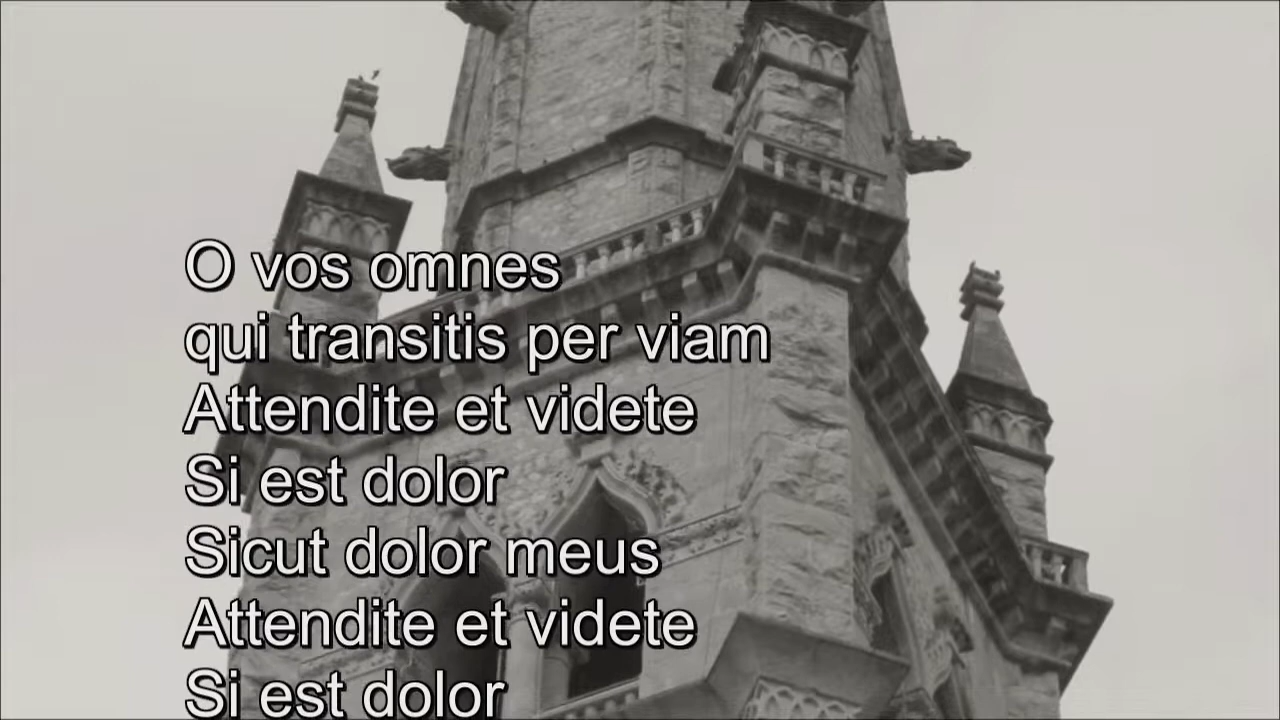 O vos omnes
qui transitis per viam
Attendite et videte
Si est dolor
Sicut dolor meus
Attendite et videte
Si est dolor